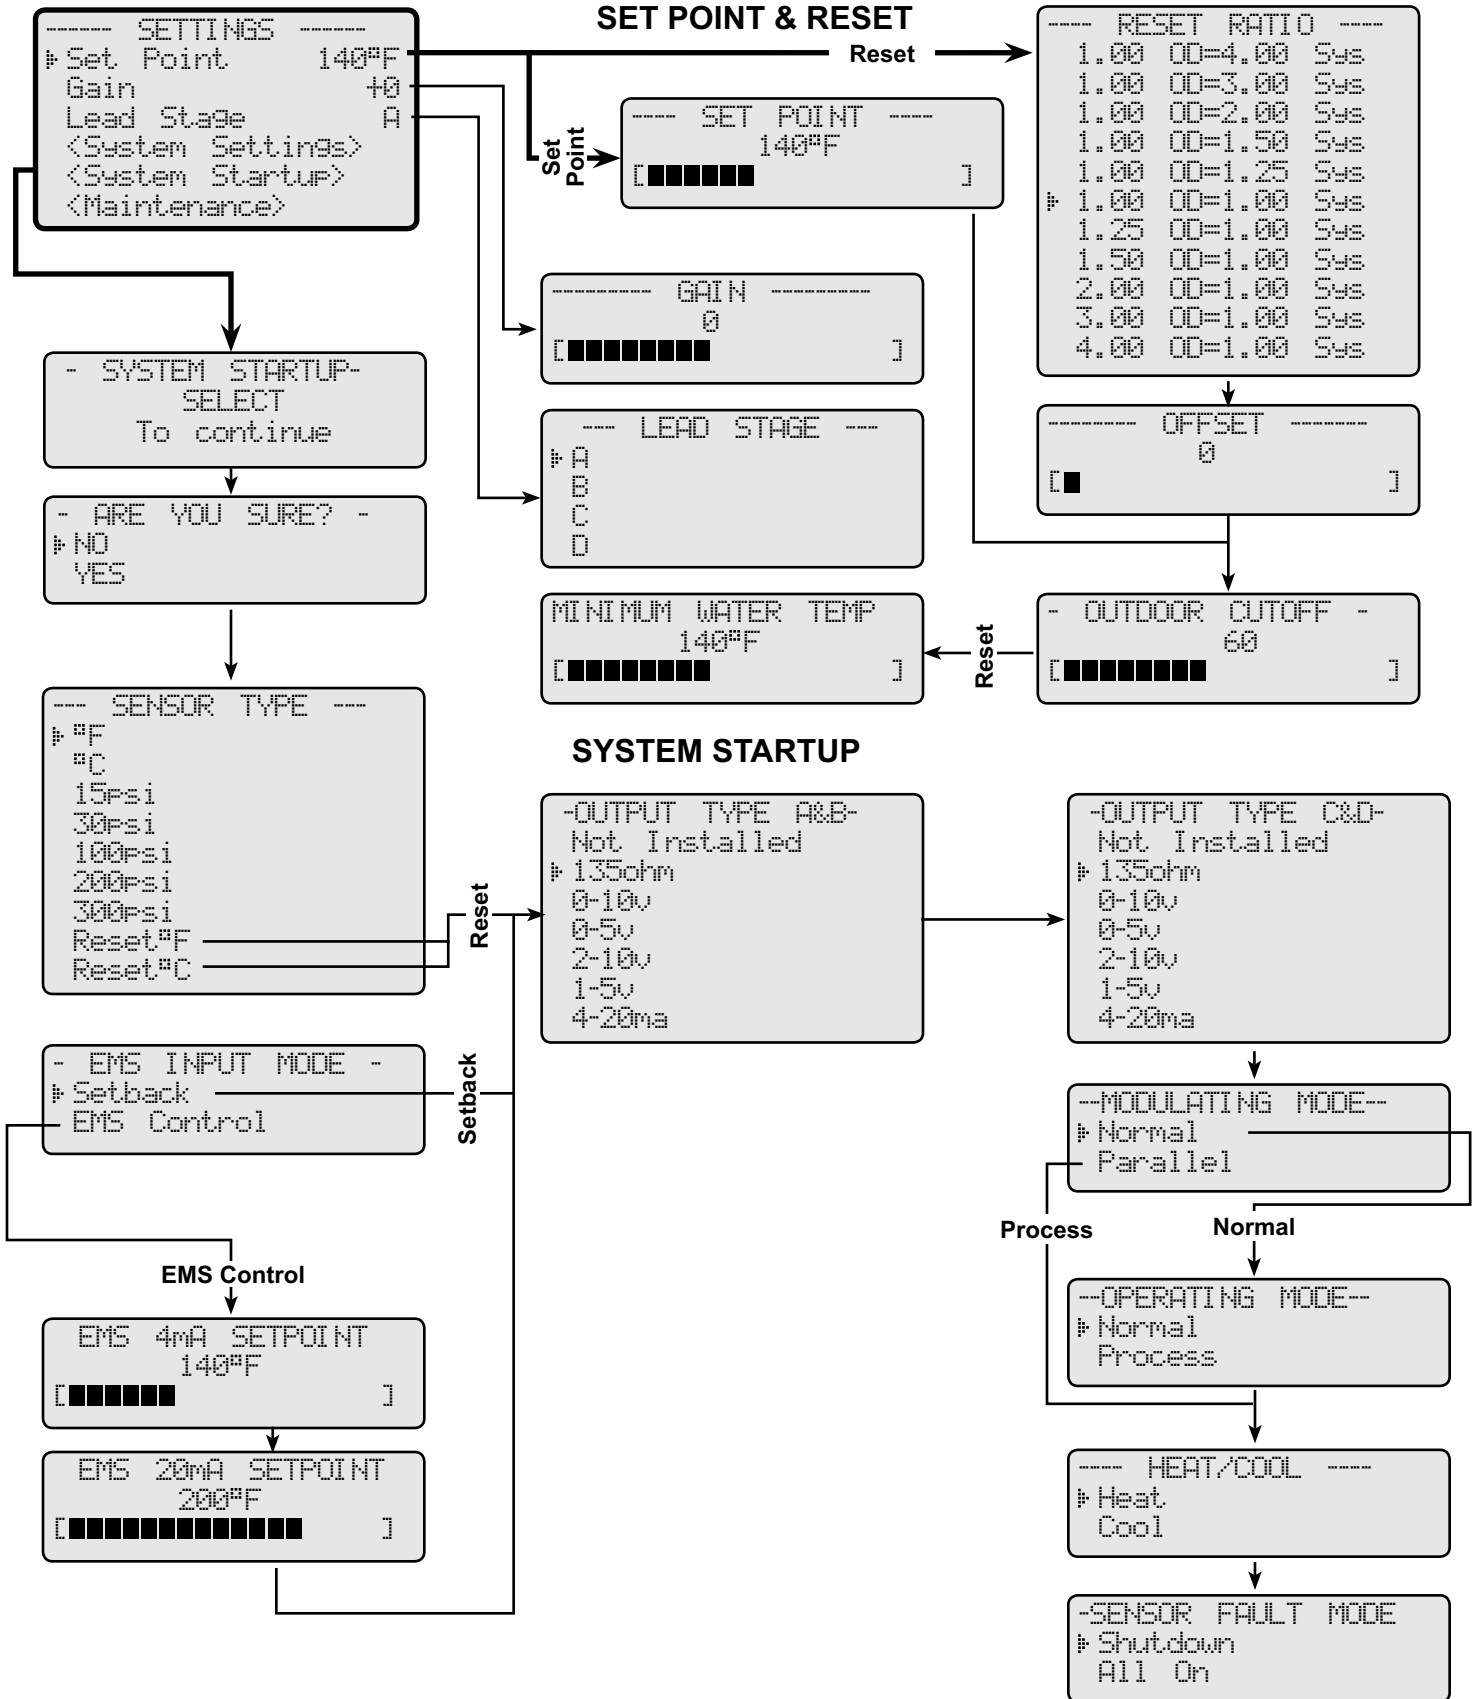 SET POINT & RESET
------ SETTINGS ------
Set Point 140°F
Gain +0
Lead Stage A
<System Settings>
<System Startup>
<Maintenance>
Reset
Set Point
---- SET POINT ----
140°F
[ ]
---- RESET RATIO ----
1.00 OD=4.00 Sys
1.00 OD=3.00 Sys
1.00 OD=2.00 Sys
1.00 OD=1.50 Sys
1.00 OD=1.25 Sys
1.00 OD=1.00 Sys
1.25 OD=1.00 Sys
1.50 OD=1.00 Sys
2.00 OD=1.00 Sys
3.00 OD=1.00 Sys
4.00 OD=1.00 Sys
--------- GAIN ---------
0
[ ]
--- LEAD STAGE ---
A
B
C
D
------- OFFSET -------
0
[ ]
- OUTDOOR CUTOFF -
60
[ ]
Reset
MINIMUM WATER TEMP
140°F
[ ]
- SYSTEM STARTUP-
SELECT
To continue
- ARE YOU SURE? -
NO
YES
SYSTEM STARTUP
--- SENSOR TYPE ---
°F
°C
15psi
30psi
100psi
200psi
300psi
Reset°F
Reset°C
Reset
- EMS INPUT MODE -
Setback
EMS Control
Setback
EMS Control
EMS 4mA SETPOINT
140°F
[ ]
EMS 20mA SETPOINT
200°F
[ ]
-OUTPUT TYPE A&B-
Not Installed
135ohm
0-10v
0-5v
2-10v
1-5v
4-20ma
-OUTPUT TYPE C&D-
Not Installed
135ohm
0-10v
0-5v
2-10v
1-5v
4-20ma
--MODULATING MODE--
Normal
Parallel
Process
Normal
--OPERATING MODE--
Normal
Process
---- HEAT/COOL ----
Heat
Cool
-SENSOR FAULT MODE
Shutdown
All On